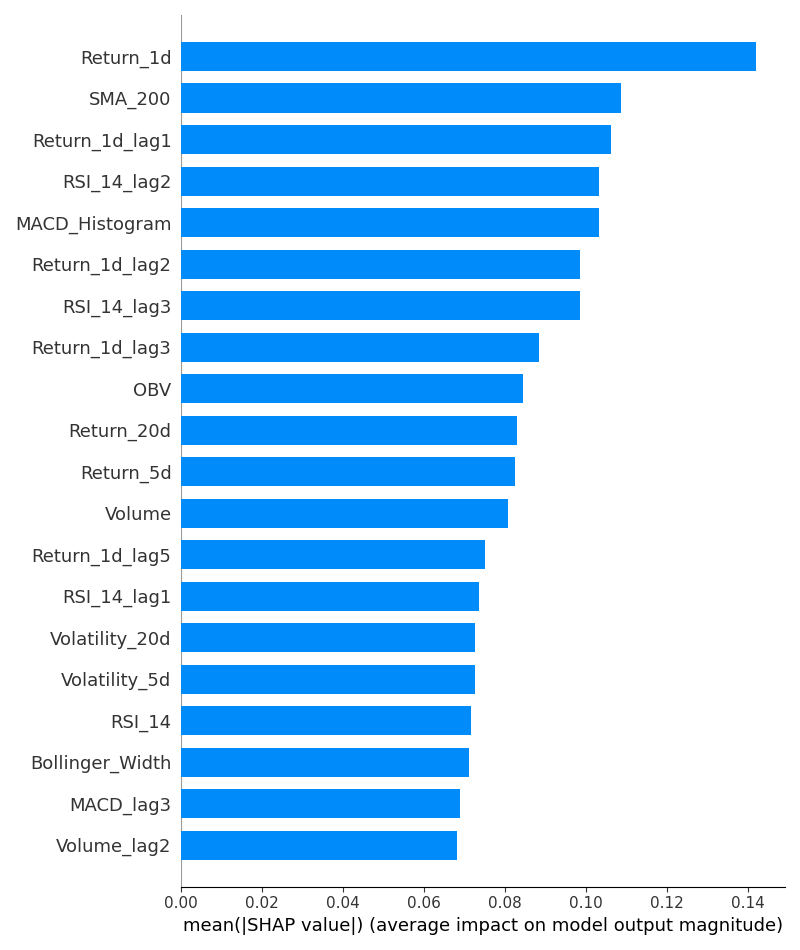 Return_1d
SMA_200
Return_1d_lag1
RSI_14_lag2
MACD_Histogram
Return_1d_lag2
RSI_14_lag3
Return_1d_lag3
OBV
Return_20d
Return_5d
Volume
Return_1d_lag5
RSI_14_lag1
Volatility_20d
Volatility_5d
RSI_14
Bollinger_Width
MACD_lag3
Volume_lag2
0.00 0.02 0.04 0.06 0.08 0.10 0.12 0.14
mean(|SHAP value|) (average impact on model output magnitude)